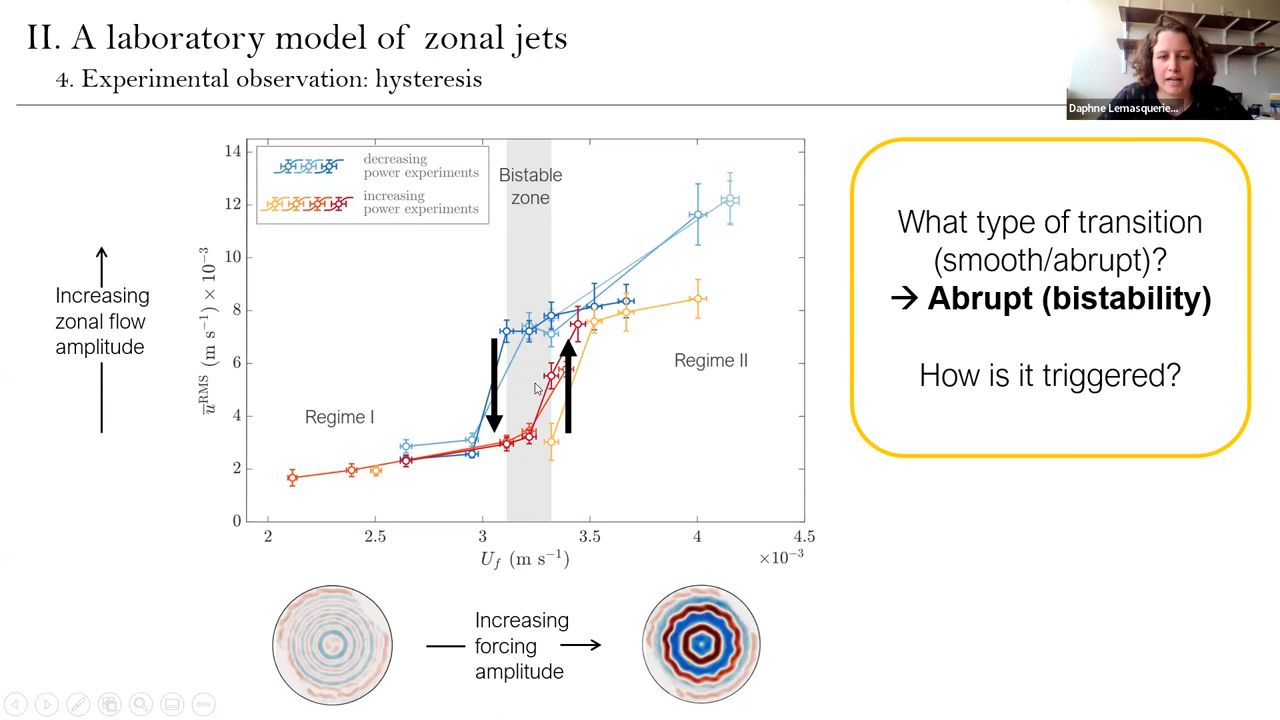 II. A laboratory model of zonal jets
4. Experimental observation: hysteresis
Daphne Lemasquerie...
14
12
10
8
6
4
2
0
2
2.5
3
3.5
4
4.5
×10⁻³
U_f (m s⁻¹)
u̅^RMS (m s⁻¹) × 10⁻³
decreasing
power experiments
increasing
power experiments
Bistable
zone
Regime I
Regime II
Increasing
zonal flow
amplitude
Increasing
forcing
amplitude
What type of transition
(smooth/abrupt)?
→ Abrupt (bistability)
How is it triggered?